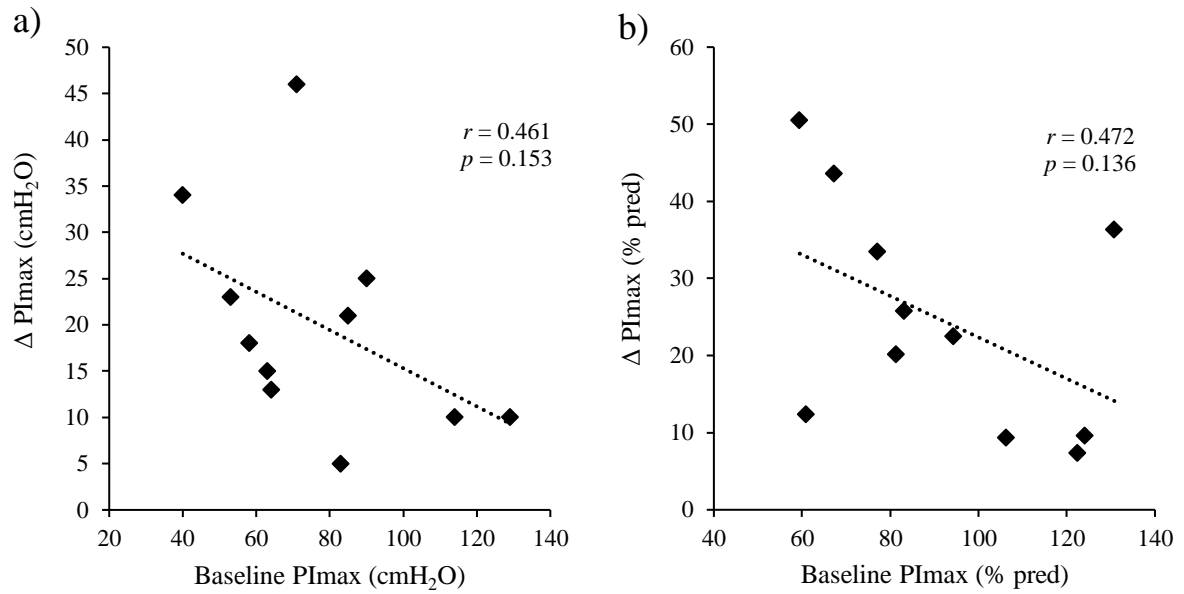 a)
50
45
40
35
30
25
20
15
10
5
0
20 40 60 80 100 120 140
Δ PImax (cmH₂O)
Baseline PImax (cmH₂O)
r = 0.461
p = 0.153
b)
60
50
40
30
20
10
0
40 60 80 100 120 140
Δ PImax (% pred)
Baseline PImax (% pred)
r = 0.472
p = 0.136